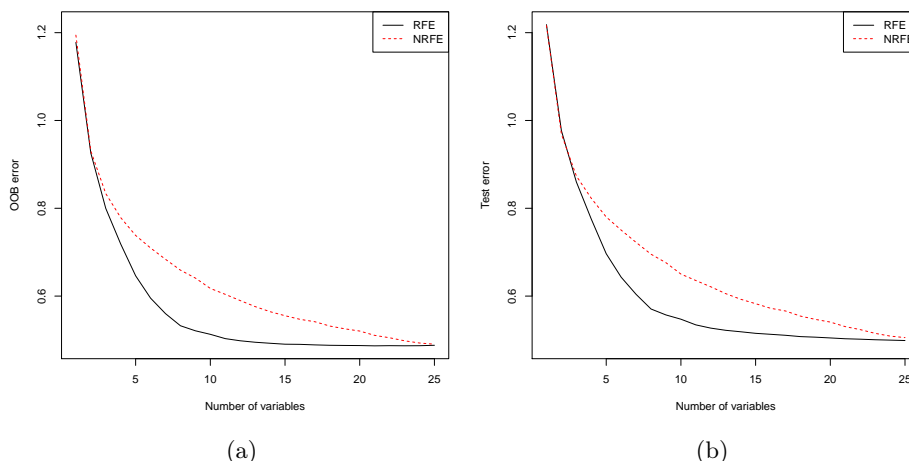 RFE
NRFE
OOB error
1.2
1.0
0.8
0.6
5
10
15
20
25
Number of variables
(a)
RFE
NRFE
Test error
1.2
1.0
0.8
0.6
5
10
15
20
25
Number of variables
(b)